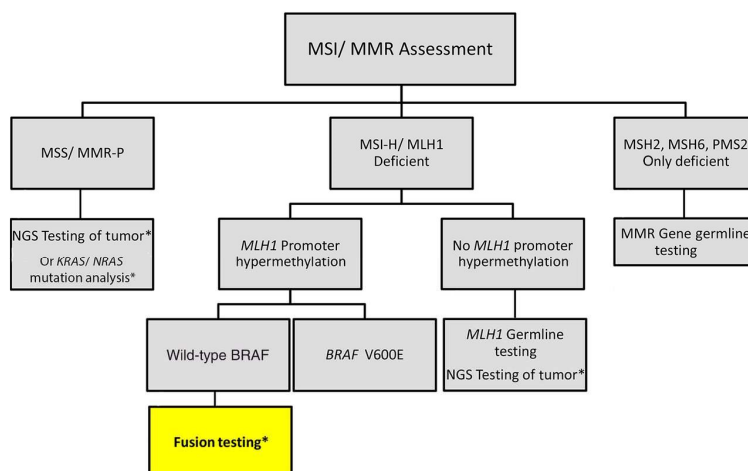 MSI/ MMR Assessment
MSS/ MMR-P
MSI-H/ MLH1
Deficient
MSH2, MSH6, PMS2
Only deficient
NGS Testing of tumor*
Or KRAS/ NRAS
mutation analysis*
MLH1 Promoter
hypermethylation
No MLH1 promoter
hypermethylation
MMR Gene germline
testing
Wild-type BRAF
BRAF V600E
MLH1 Germline
testing
NGS Testing of tumor*
Fusion testing*